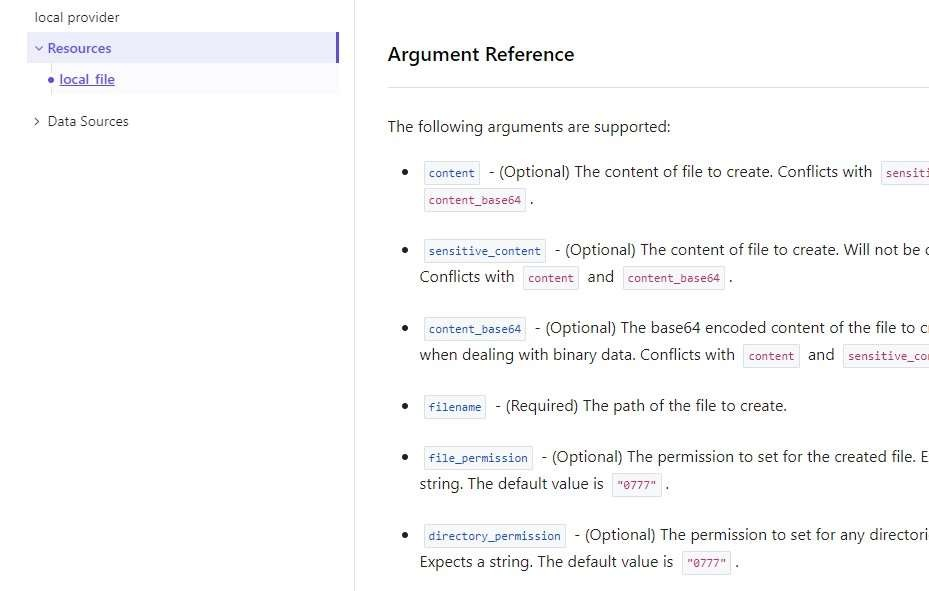 local provider
Resources
local_file
Data Sources
Argument Reference
The following arguments are supported:
content - (Optional) The content of file to create. Conflicts with
content_base64 .
sensitive_content - (Optional) The content of file to create. Will not be
Conflicts with content and content_base64 .
content_base64 - (Optional) The base64 encoded content of the file to
when dealing with binary data. Conflicts with content and
filename - (Required) The path of the file to create.
file_permission - (Optional) The permission to set for the created file.
string. The default value is "0777" .
directory_permission - (Optional) The permission to set for any
Expects a string. The default value is "0777" .